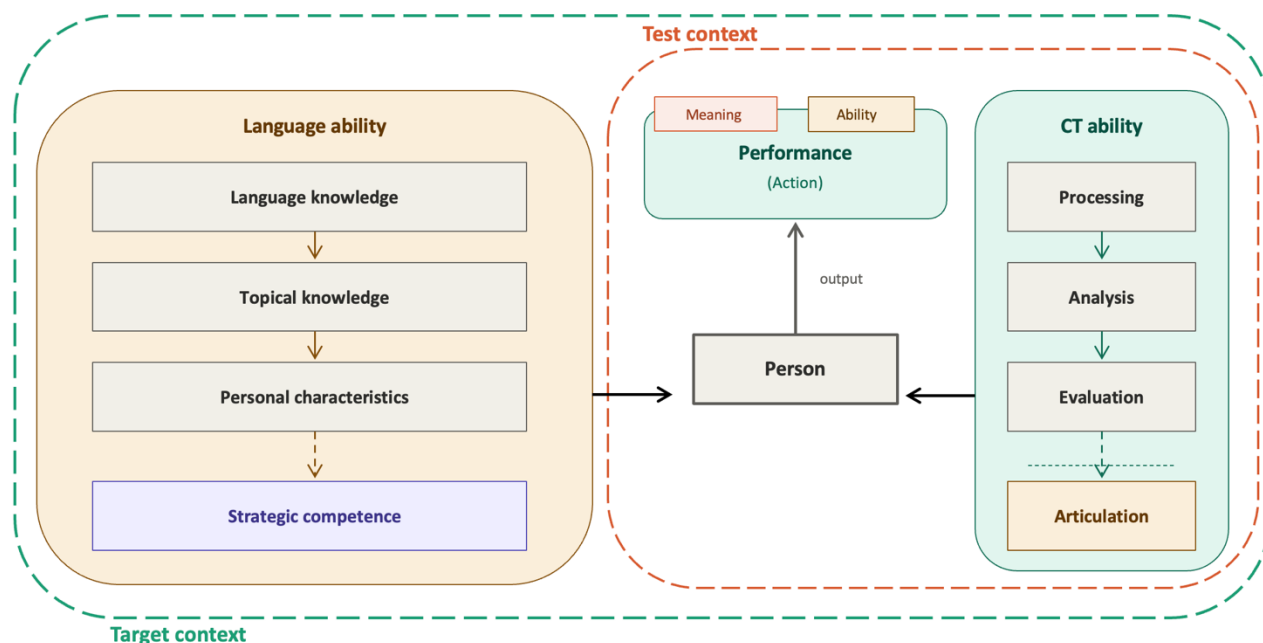 Test context
Language ability
Language knowledge
Topical knowledge
Personal characteristics
Strategic competence
Meaning
Ability
Performance
(Action)
output
Person
CT ability
Processing
Analysis
Evaluation
Articulation
Target context